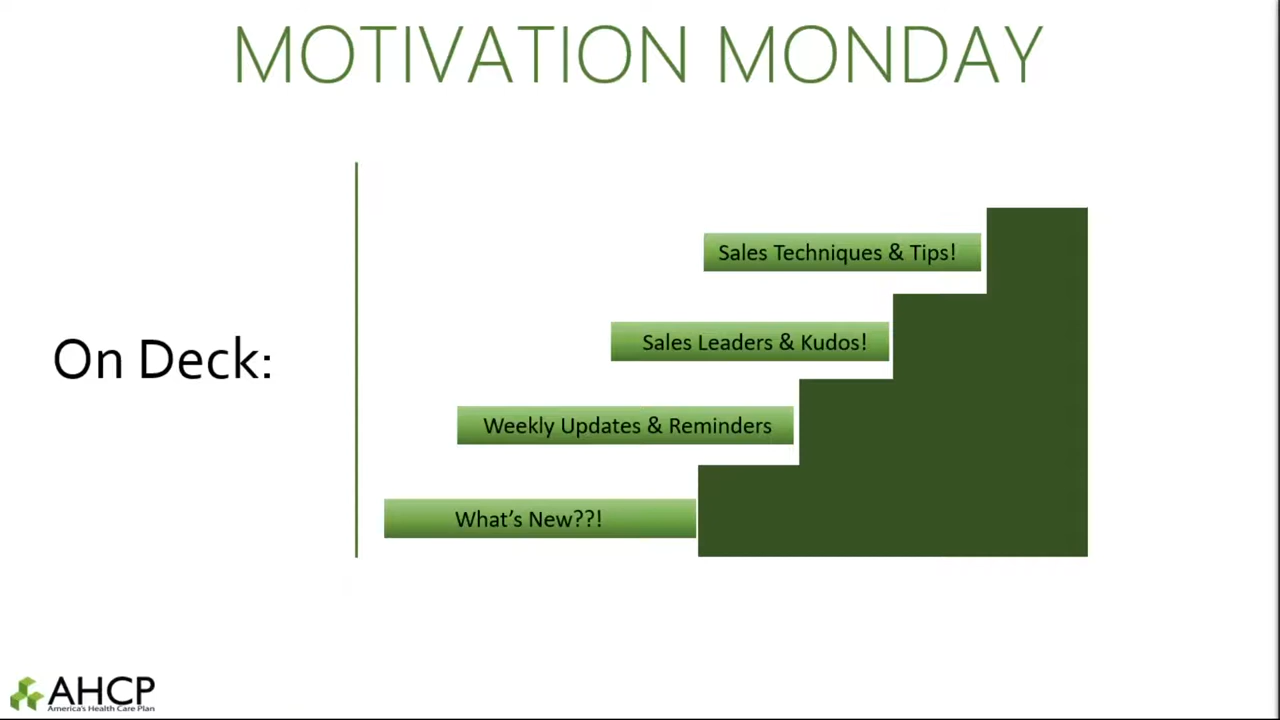 MOTIVATION MONDAY
On Deck:
Sales Techniques & Tips!
Sales Leaders & Kudos!
Weekly Updates & Reminders
What's New??!
AHCP
America's Health Care Plan